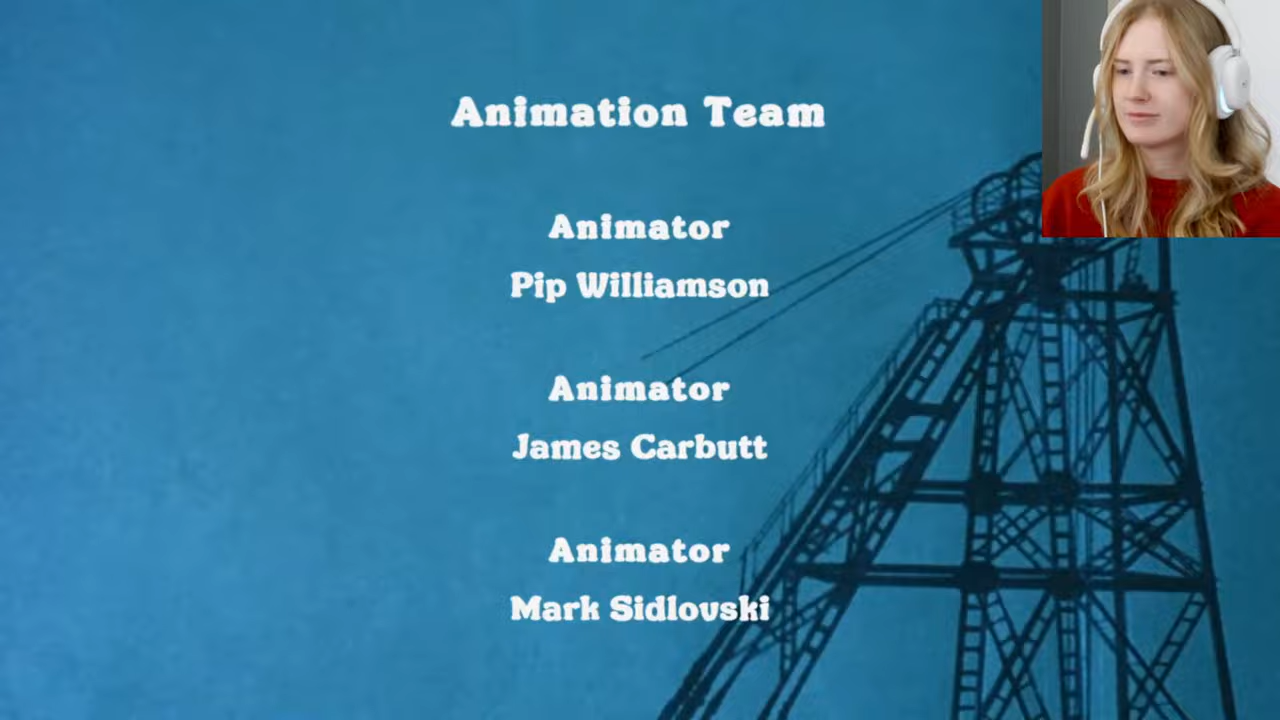 Animation Team
Animator
Pip Williamson
Animator
James Carbutt
Animator
Mark Sidlovski